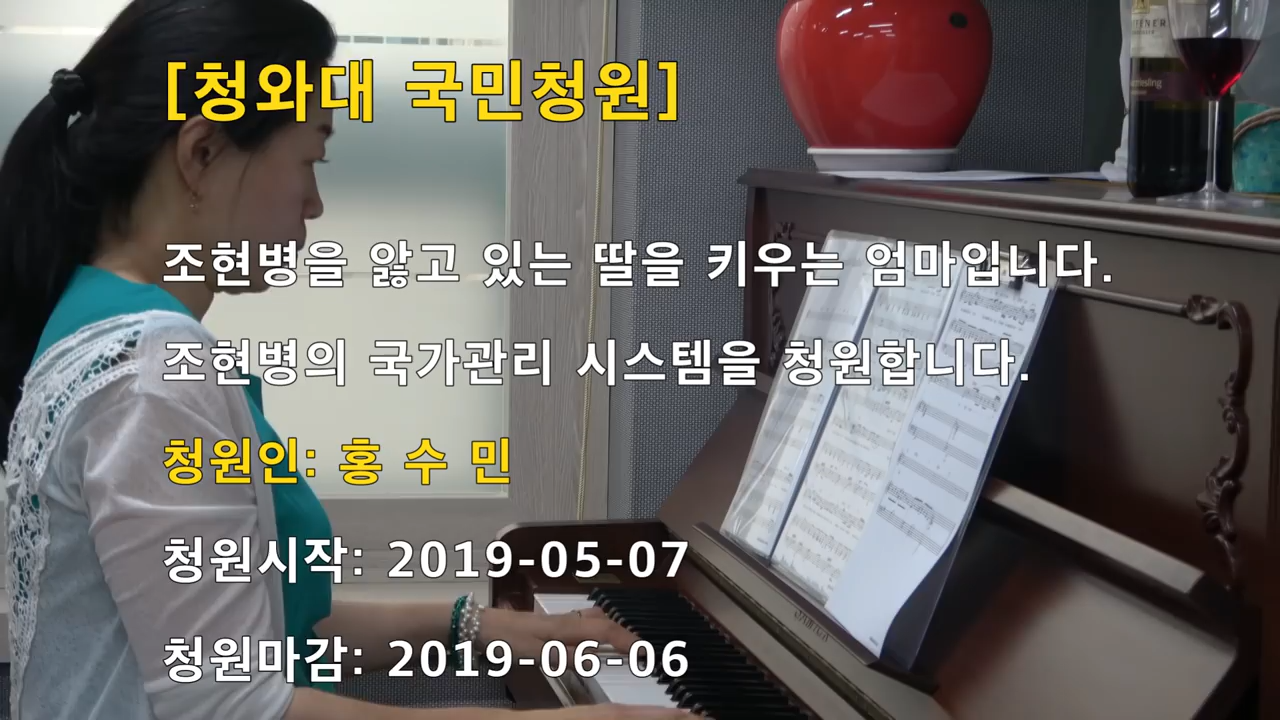 [청와대 국민청원]
조현병을 앓고 있는 딸을 키우는 엄마입니다.
조현병의 국가관리 시스템을 청원합니다.
청원인: 홍 수 민
청원시작: 2019-05-07
청원마감: 2019-06-06